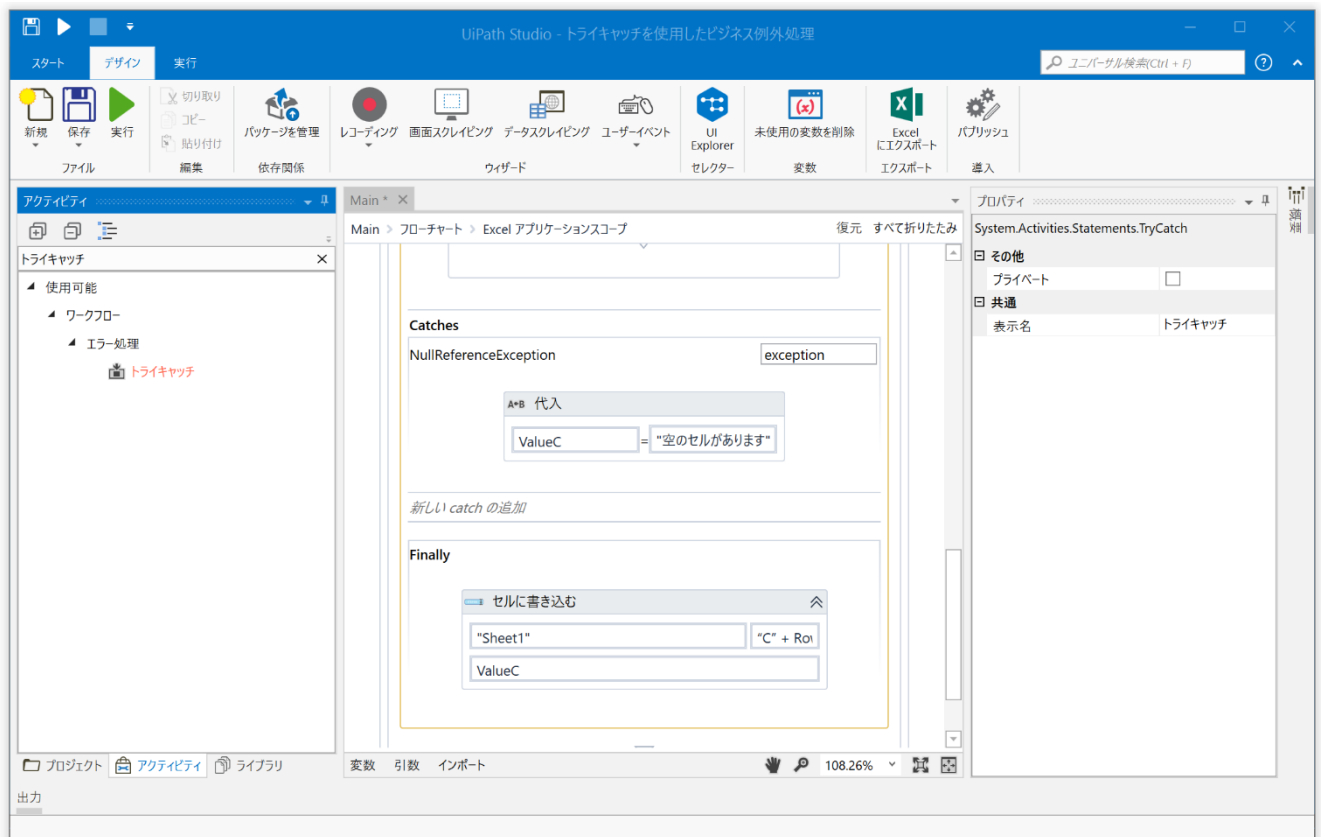 UiPath Studio - トライキャッチを使用したビジネス例外処理
スタート デザイン 実行
ユニバーサル検索(Ctrl + F)
新規 保存 実行
切り取り
コピー
貼り付け
パッケージを管理
レコーディング 画面スクレイピング データスクレイピング ユーザーイベント
UI Explorer
未使用の変数を削除
Excel にエクスポート
パブリッシュ
ファイル 編集 依存関係 ウィザード セレクター 変数 エクスポート 導入
アクティビティ
トライキャッチ
使用可能
ワークフロー
エラー処理
トライキャッチ
プロジェクト アクティビティ ライブラリ
Main *
Main > フローチャート > Excel アプリケーションスコープ
復元 すべて折りたたみ
Catches
NullReferenceException exception
A*B 代入
ValueC = "空のセルがあります"
新しい catch の追加
Finally
セルに書き込む
"Sheet1" "C" + Rov
ValueC
変数 引数 インポート 108.26%
プロパティ
System.Activities.Statements.TryCatch
その他
プライベート
共通
表示名 トライキャッチ
概要
出力